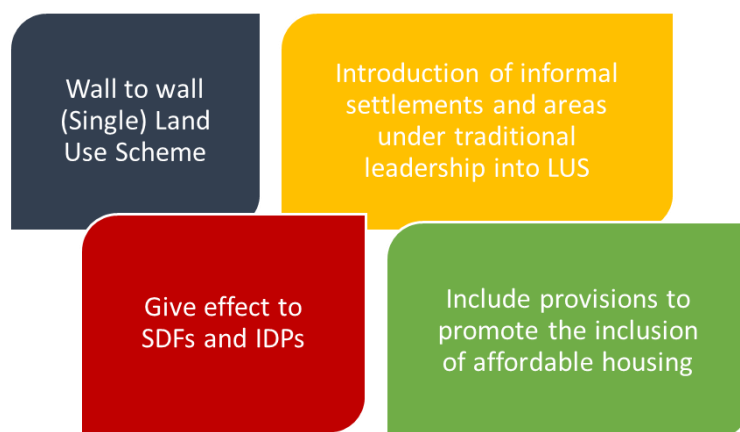 Wall to wall
(Single) Land
Use Scheme
Introduction of informal
settlements and areas
under traditional
leadership into LUS
Give effect to
SDFs and IDPs
Include provisions to
promote the inclusion
of affordable housing